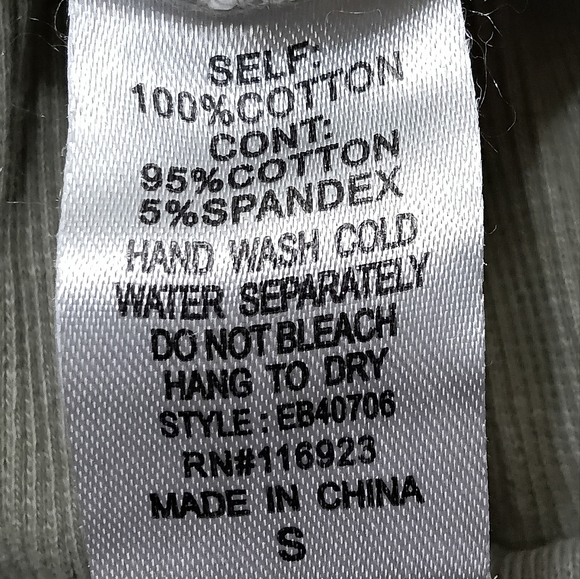 SELF:
100%COTTON
CONT:
95%COTTON
5%SPANDEX
HAND WASH COLD
WATER SEPARATELY
DO NOT BLEACH
HANG TO DRY
STYLE : EB40706
RN#116923
MADE IN CHINA
S